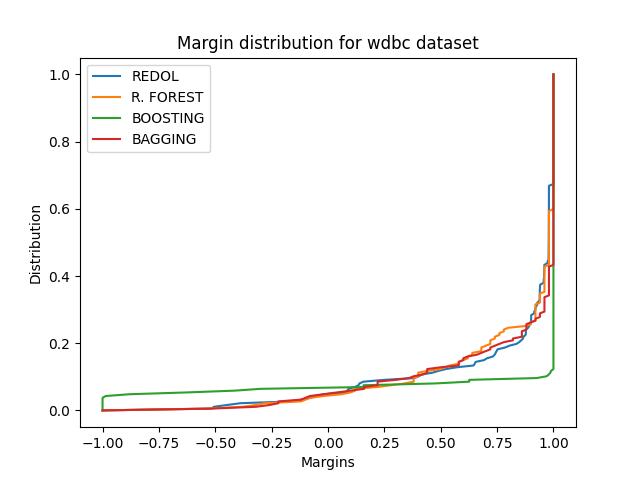 Margin distribution for wdbc dataset
REDOL
R. FOREST
BOOSTING
BAGGING
1.0
0.8
0.6
0.4
0.2
0.0
Distribution
−1.00 −0.75 −0.50 −0.25 0.00 0.25 0.50 0.75 1.00
Margins